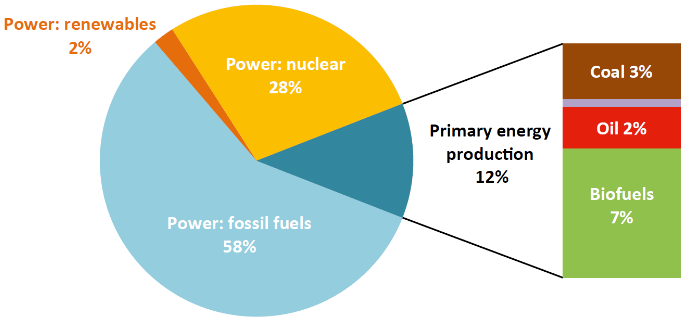 Power: renewables
2%
Power: nuclear
28%
Power: fossil fuels
58%
Primary energy
production
12%
Coal 3%
Oil 2%
Biofuels
7%